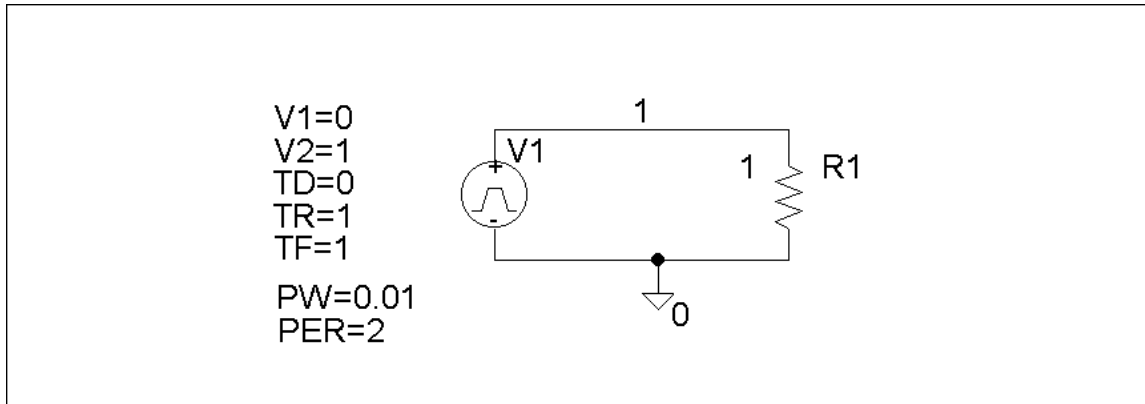 V1=0
V2=1
TD=0
TR=1
TF=1
PW=0.01
PER=2
1
V1
+
-
1 R1
0